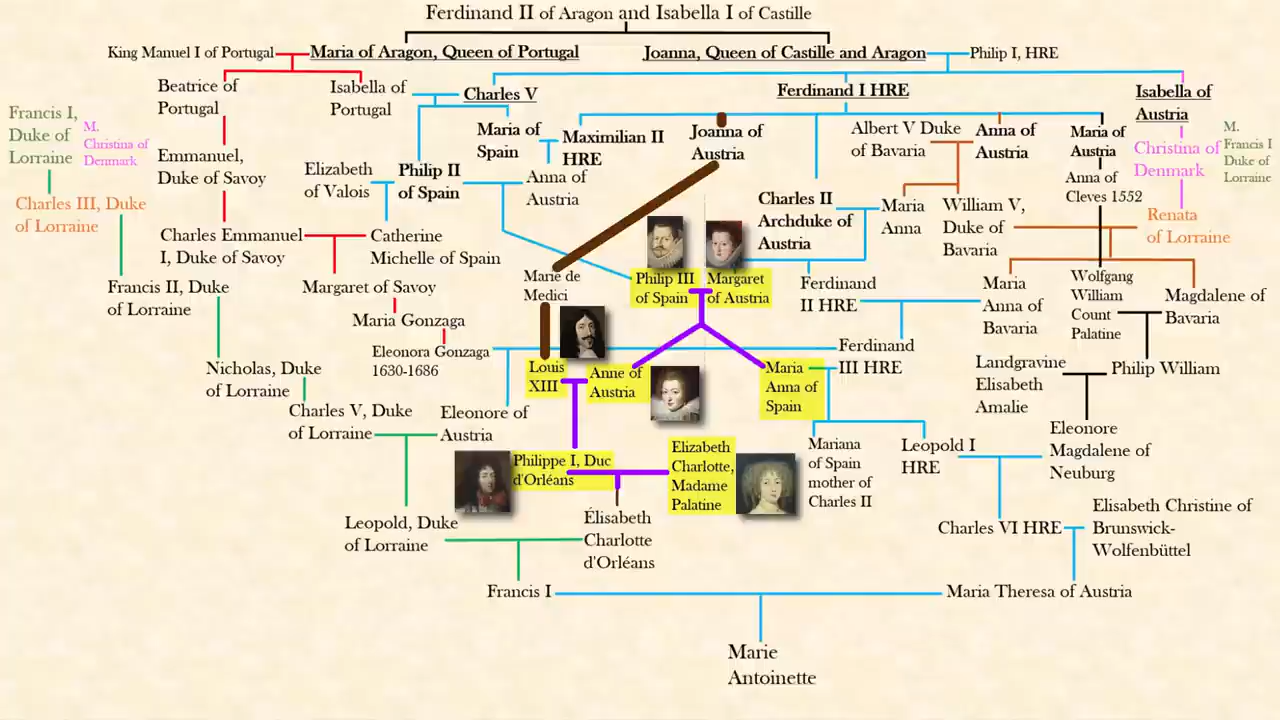 Ferdinand II of Aragon and Isabella I of Castille
King Manuel I of Portugal
Maria of Aragon, Queen of Portugal
Joanna, Queen of Castille and Aragon
Philip I, HRE
Beatrice of
Portugal
Isabella of
Portugal
Charles V
Ferdinand I HRE
Isabella of
Austria
Francis I,
Duke of
Lorraine
M.
Christina of
Denmark
Maria of
Spain
Maximilian II
HRE
Joanna of
Austria
Albert V Duke
of Bavaria
Anna of
Austria
Maria of
Austria
Christina of
Denmark
M.
Francis I
Duke of
Lorraine
Emmanuel,
Duke of Savoy
Elizabeth
of Valois
Philip II
of Spain
Anna of
Austria
Anna of
Cleves 1552
Charles III, Duke
of Lorraine
Charles II
Archduke of
Austria
Maria
Anna
William V,
Duke of
Bavaria
Renata
of Lorraine
Charles Emmanuel
I, Duke of Savoy
Catherine
Michelle of Spain
Marie de
Medici
Philip III
of Spain
Margaret
of Austria
Ferdinand
II HRE
Maria
Anna of
Bavaria
Wolfgang
William
Count
Palatine
Magdalene of
Bavaria
Francis II, Duke
of Lorraine
Margaret of Savoy
Maria Gonzaga
Eleonora Gonzaga
1630-1686
Ferdinand
III HRE
Nicholas, Duke
of Lorraine
Louis
XIII
Anne of
Austria
Maria
Anna of
Spain
Landgravine
Elisabeth
Amalie
Philip William
Charles V, Duke
of Lorraine
Eleonore of
Austria
Mariana
of Spain
mother of
Charles II
Leopold I
HRE
Eleonore
Magdalene of
Neuburg
Philippe I, Duc
d'Orléans
Elizabeth
Charlotte,
Madame
Palatine
Leopold, Duke
of Lorraine
Élisabeth
Charlotte
d'Orléans
Charles VI HRE
Elisabeth Christine of
Brunswick-
Wolfenbüttel
Francis I
Maria Theresa of Austria
Marie
Antoinette